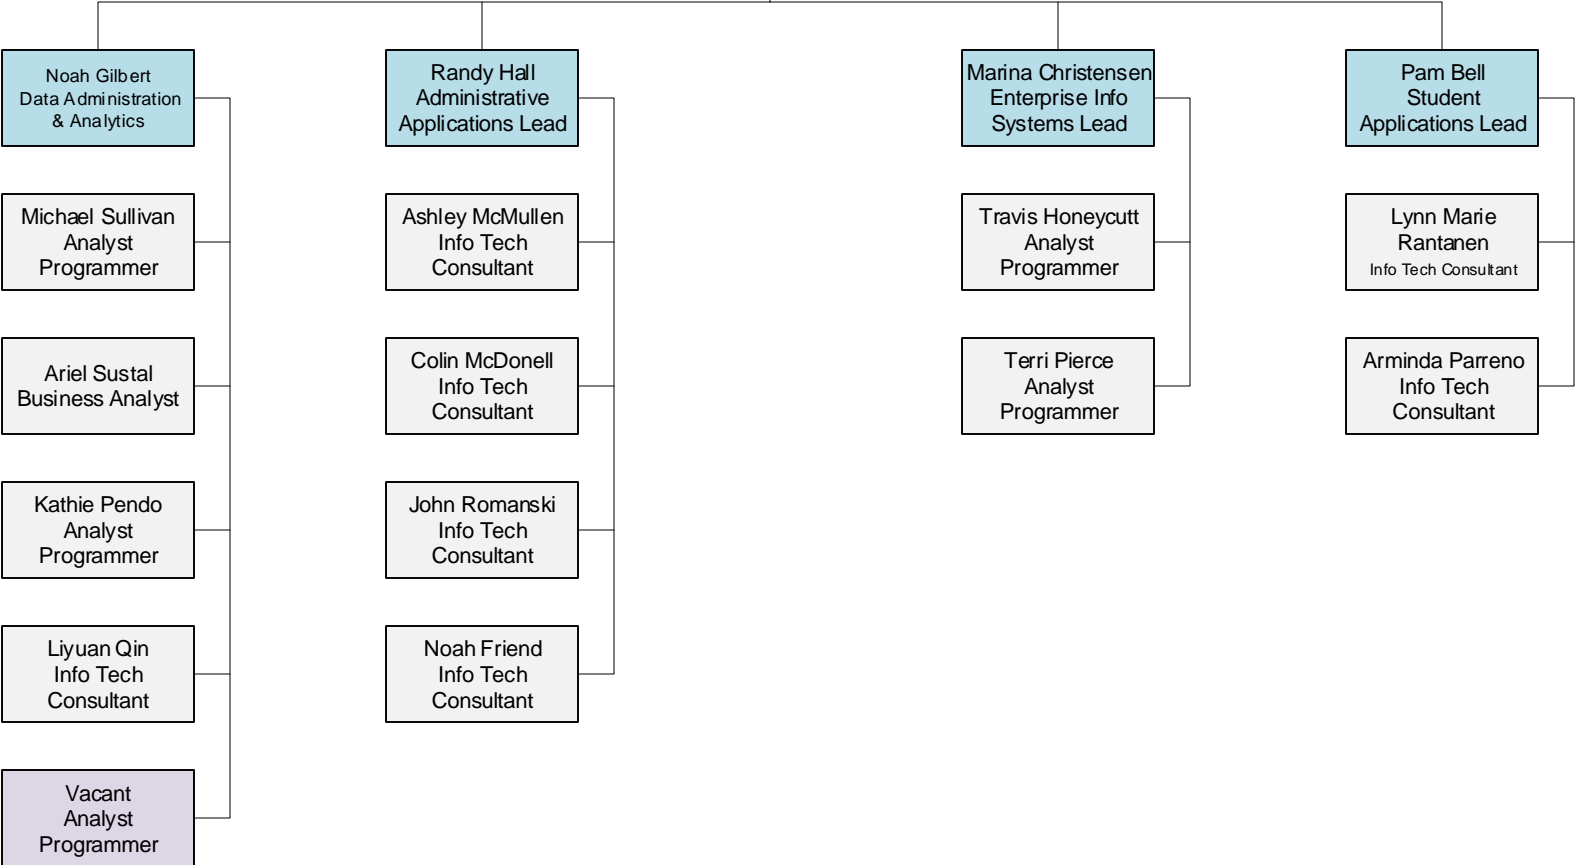 Noah Gilbert
Data Administration
& Analytics
Michael Sullivan
Analyst
Programmer
Ariel Sustal
Business Analyst
Kathie Pendo
Analyst
Programmer
Liyuan Qin
Info Tech
Consultant
Vacant
Analyst
Programmer
Randy Hall
Administrative
Applications Lead
Ashley McMullen
Info Tech
Consultant
Colin McDonell
Info Tech
Consultant
John Romanski
Info Tech
Consultant
Noah Friend
Info Tech
Consultant
Marina Christensen
Enterprise Info
Systems Lead
Travis Honeycutt
Analyst
Programmer
Terri Pierce
Analyst
Programmer
Pam Bell
Student
Applications Lead
Lynn Marie
Rantanen
Info Tech Consultant
Arminda Parreno
Info Tech
Consultant